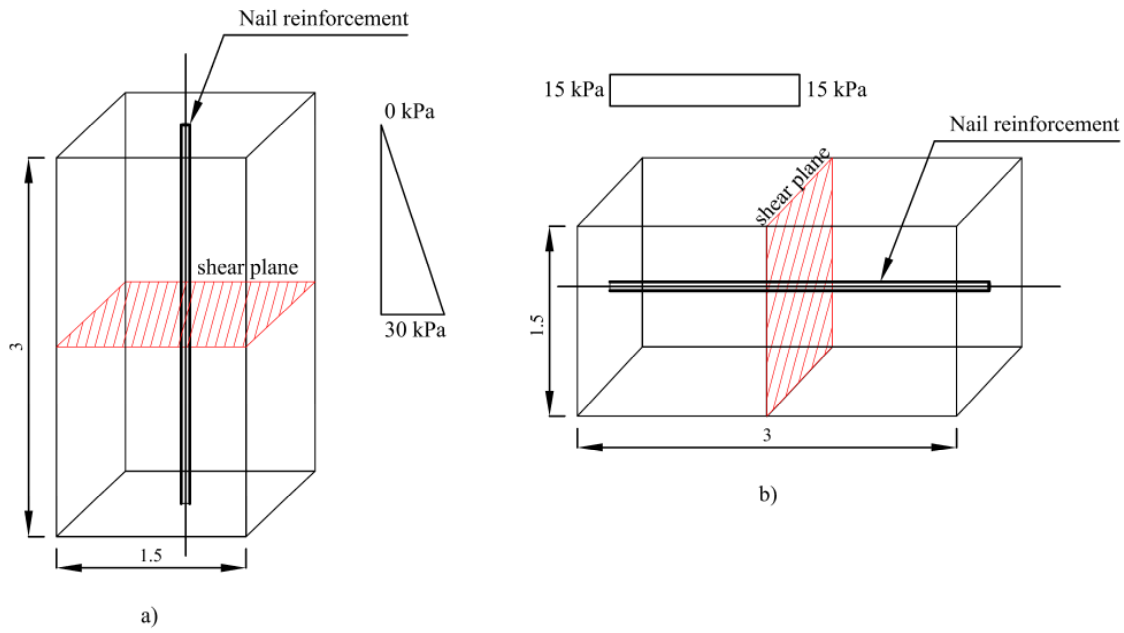 Nail reinforcement
0 kPa
shear plane
30 kPa
3
1.5
a)
15 kPa
15 kPa
Nail reinforcement
shear plane
1.5
3
b)